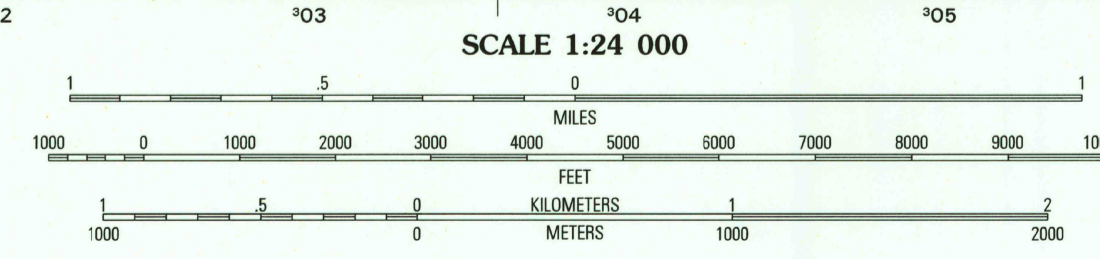 2 ³03 ³04 ³05
SCALE 1:24 000
1 .5 0 1
MILES
1000 0 1000 2000 3000 4000 5000 6000 7000 8000 9000 10
FEET
1 .5 0 KILOMETERS 1 2
1000 0 METERS 1000 2000